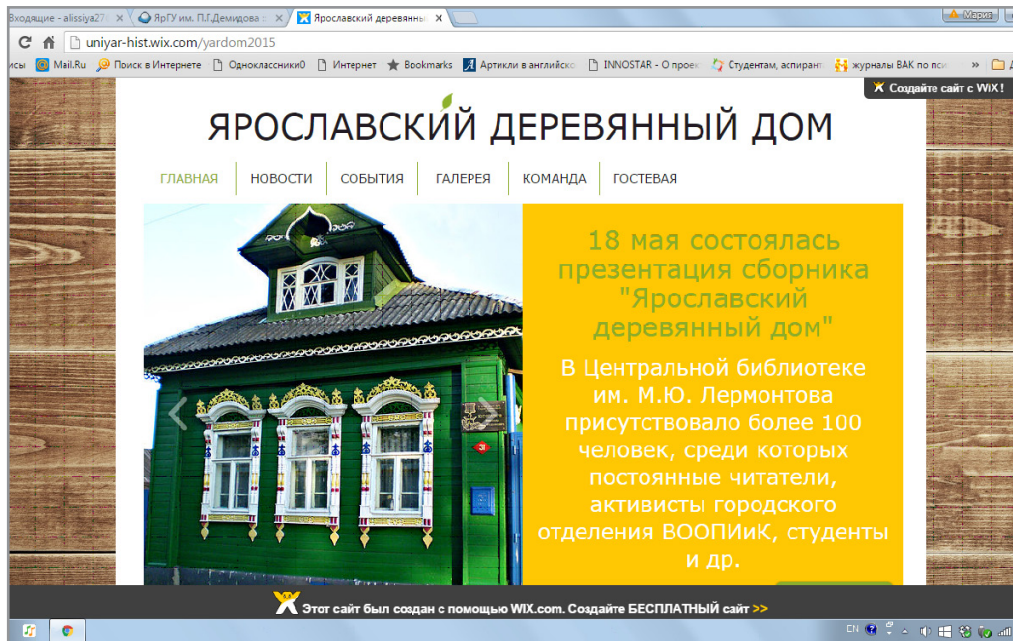 Входящие - alissiya27
ЯрГУ им. П.Г.Демидова ::
Ярославский деревянны
Мария
uniyar-hist.wix.com/yardom2015
исы Mail.Ru Поиск в Интернете Одноклассники0 Интернет Bookmarks Артикли в английско INNOSTAR - О проек Студентам, аспирант журналы ВАК по пси »
Создайте сайт с WiX!
ЯРОСЛАВСКИЙ ДЕРЕВЯННЫЙ ДОМ
ГЛАВНАЯ НОВОСТИ СОБЫТИЯ ГАЛЕРЕЯ КОМАНДА ГОСТЕВАЯ
18 мая состоялась
презентация сборника
"Ярославский
деревянный дом"
В Центральной библиотеке
им. М.Ю. Лермонтова
присутствовало более 100
человек, среди которых
постоянные читатели,
активисты городского
отделения ВООПИиК, студенты
и др.
Этот сайт был создан с помощью WIX.com. Создайте БЕСПЛАТНЫЙ сайт >>
EN